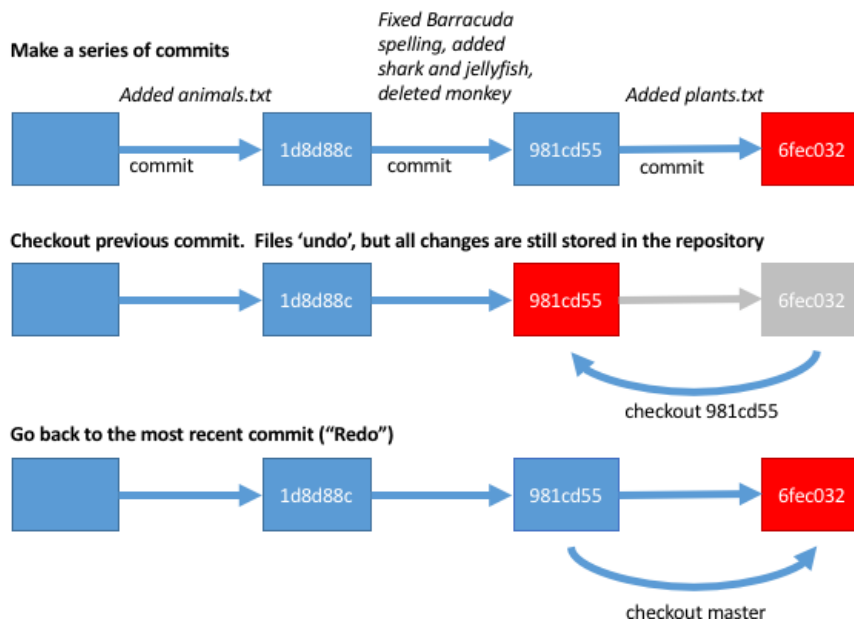 Make a series of commits
Fixed Barracuda
spelling, added
shark and jellyfish,
deleted monkey
Added animals.txt
Added plants.txt
1d8d88c
981cd55
6fec032
commit
commit
commit
Checkout previous commit.  Files ‘undo’, but all changes are still stored in the repository
1d8d88c
981cd55
6fec032
checkout 981cd55
Go back to the most recent commit (“Redo”)
1d8d88c
981cd55
6fec032
checkout master